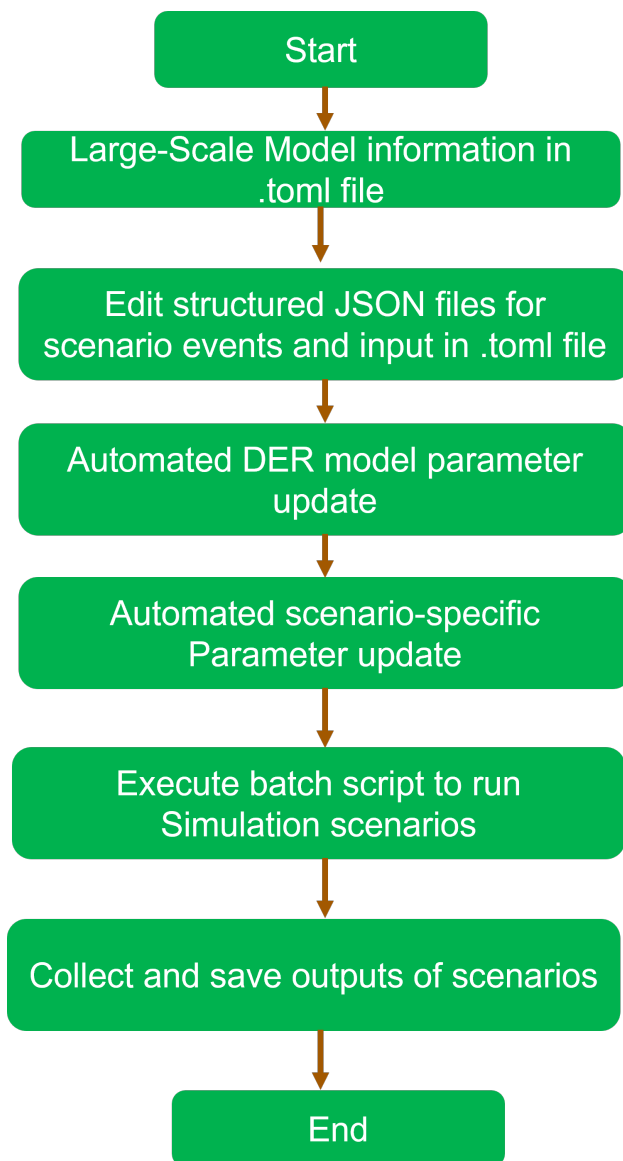 Start
Large-Scale Model information in
.toml file
Edit structured JSON files for
scenario events and input in .toml file
Automated DER model parameter
update
Automated scenario-specific
Parameter update
Execute batch script to run
Simulation scenarios
Collect and save outputs of scenarios
End